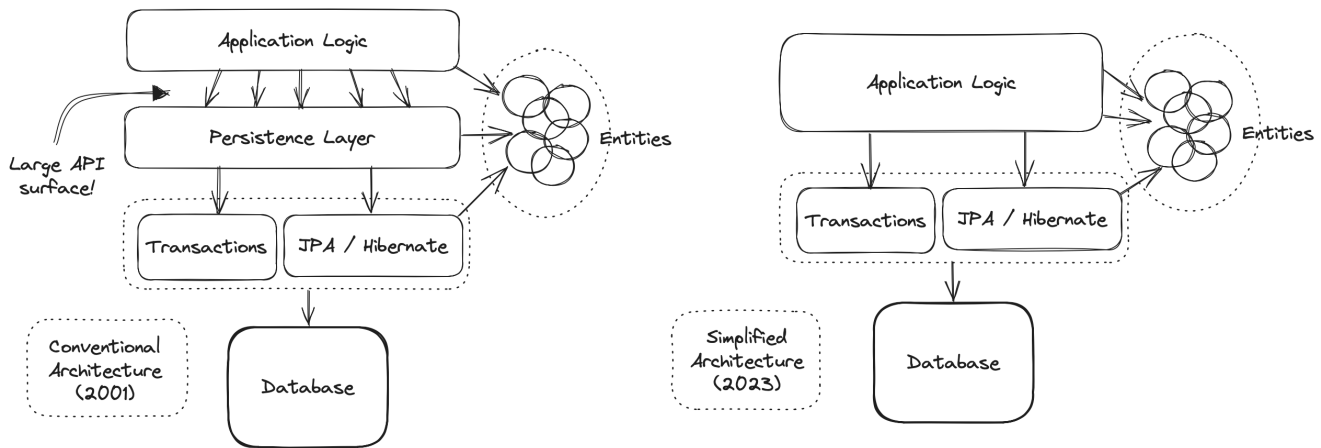 Application Logic
Persistence Layer
Large API
surface!
Entities
Transactions
JPA / Hibernate
Conventional
Architecture
(2001)
Database
Application Logic
Entities
Transactions
JPA / Hibernate
Simplified
Architecture
(2023)
Database